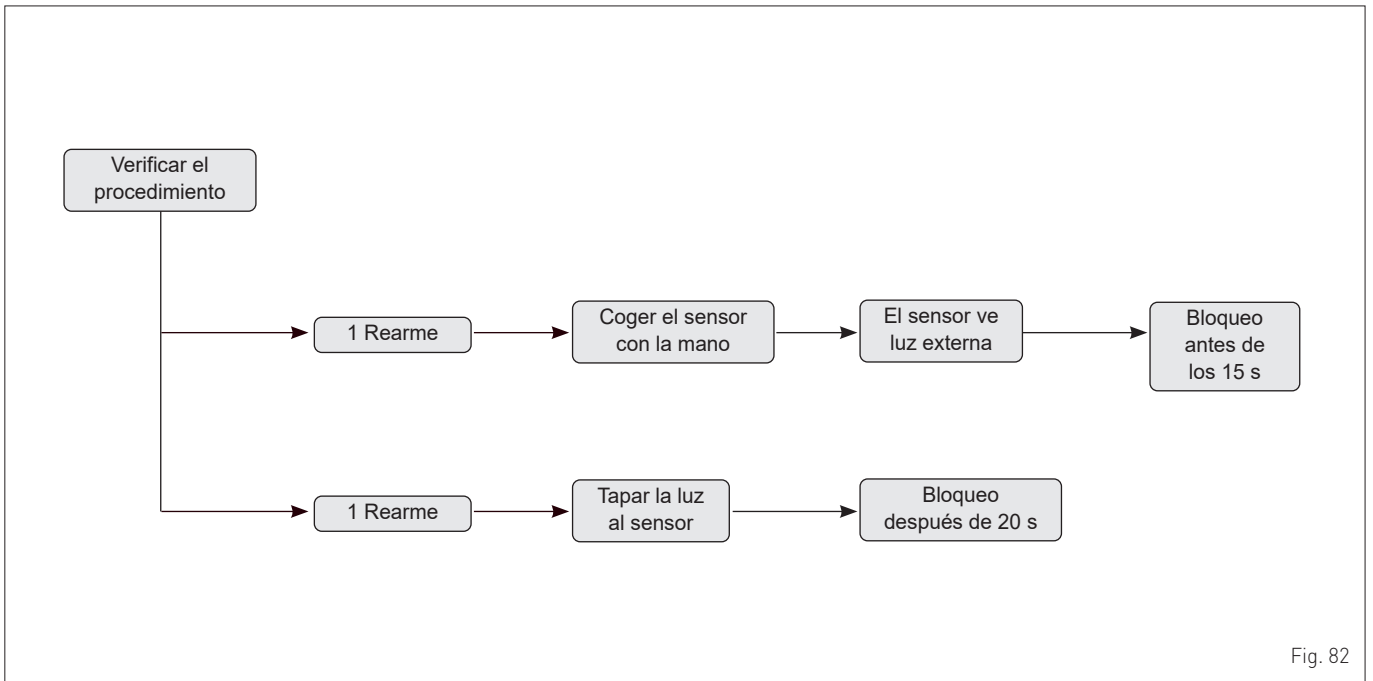 Verificar el
procedimiento
1 Rearme
Coger el sensor
con la mano
El sensor ve
luz externa
Bloqueo
antes de
los 15 s
1 Rearme
Tapar la luz
al sensor
Bloqueo
después de 20 s
Fig. 82